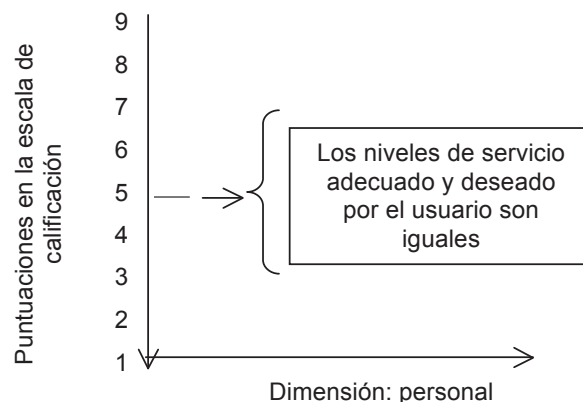 Puntuaciones en la escala de
calificación
9
8
7
6
5
4
3
2
1
Los niveles de servicio
adecuado y deseado
por el usuario son
iguales
Dimensión: personal